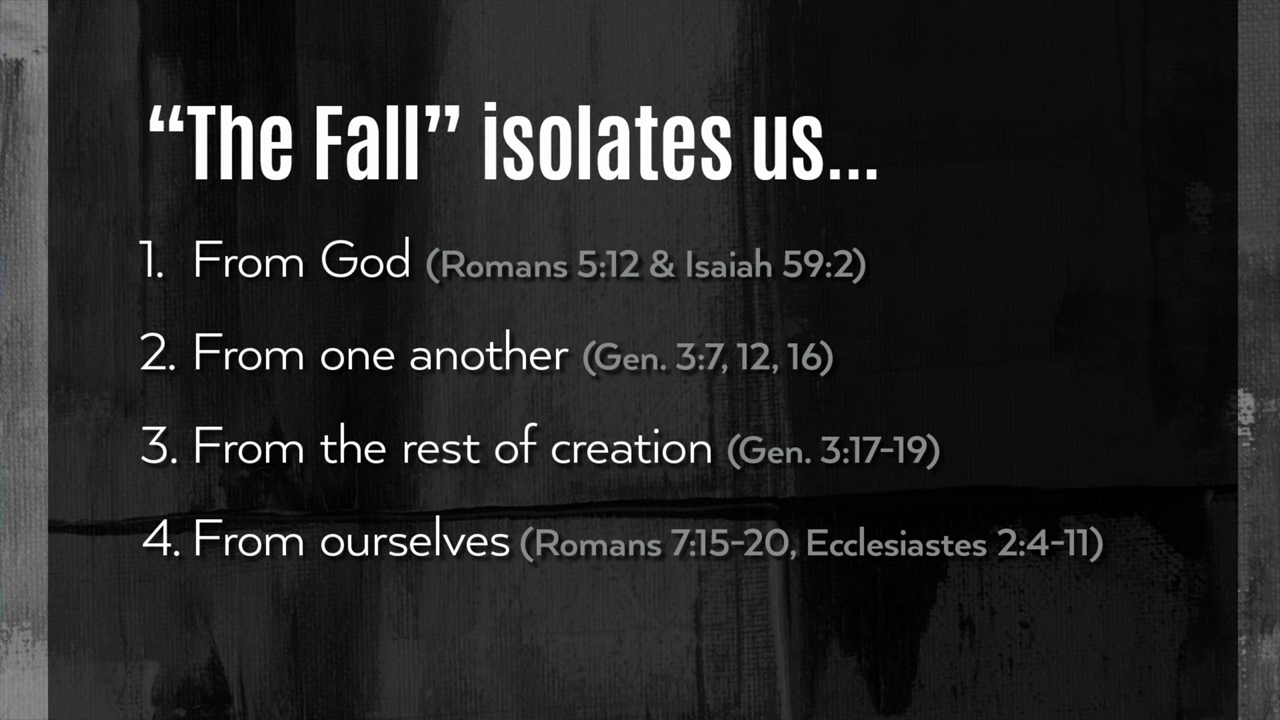 “The Fall” isolates us...
1. From God (Romans 5:12 & Isaiah 59:2)
2. From one another (Gen. 3:7, 12, 16)
3. From the rest of creation (Gen. 3:17-19)
4. From ourselves (Romans 7:15-20, Ecclesiastes 2:4-11)